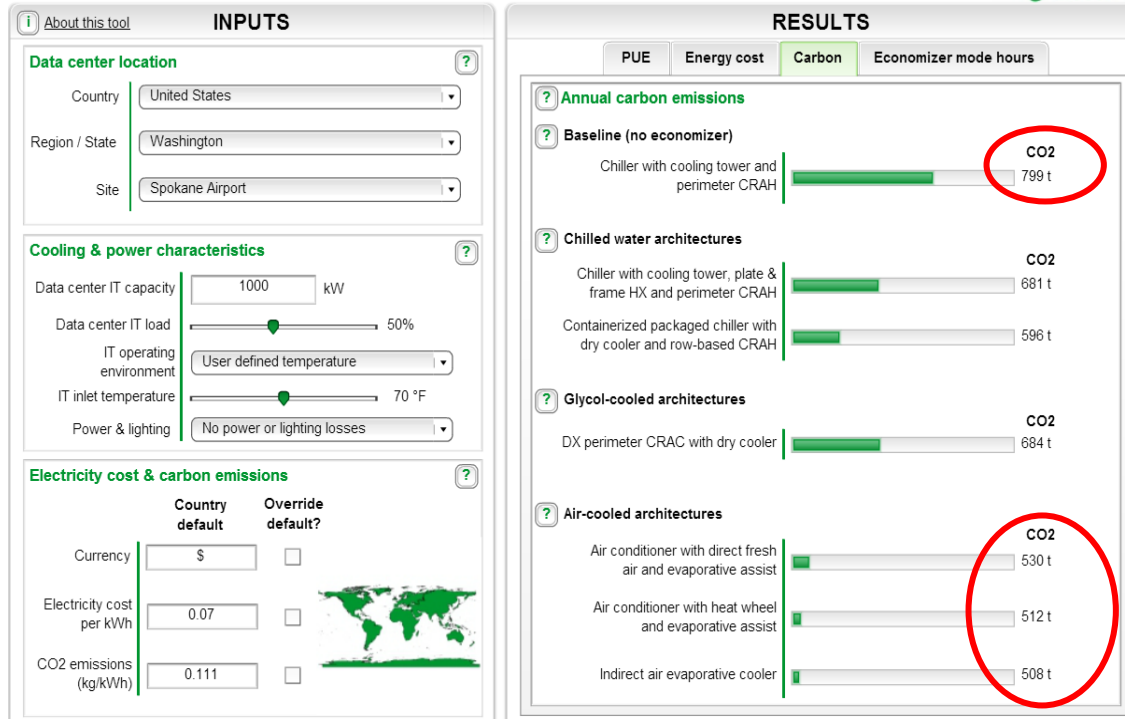 i About this tool
INPUTS
Data center location
?
Country
United States
Region / State
Washington
Site
Spokane Airport
Cooling & power characteristics
?
Data center IT capacity
1000
kW
Data center IT load
50%
IT operating
environment
User defined temperature
IT inlet temperature
70 °F
Power & lighting
No power or lighting losses
Electricity cost & carbon emissions
?
Country
default
Override
default?
Currency
$
Electricity cost
per kWh
0.07
CO2 emissions
(kg/kWh)
0.111
RESULTS
PUE
Energy cost
Carbon
Economizer mode hours
? Annual carbon emissions
? Baseline (no economizer)
CO2
Chiller with cooling tower and
perimeter CRAH
799 t
? Chilled water architectures
CO2
Chiller with cooling tower, plate &
frame HX and perimeter CRAH
681 t
Containerized packaged chiller with
dry cooler and row-based CRAH
596 t
? Glycol-cooled architectures
CO2
DX perimeter CRAC with dry cooler
684 t
? Air-cooled architectures
CO2
Air conditioner with direct fresh
air and evaporative assist
530 t
Air conditioner with heat wheel
and evaporative assist
512 t
Indirect air evaporative cooler
508 t